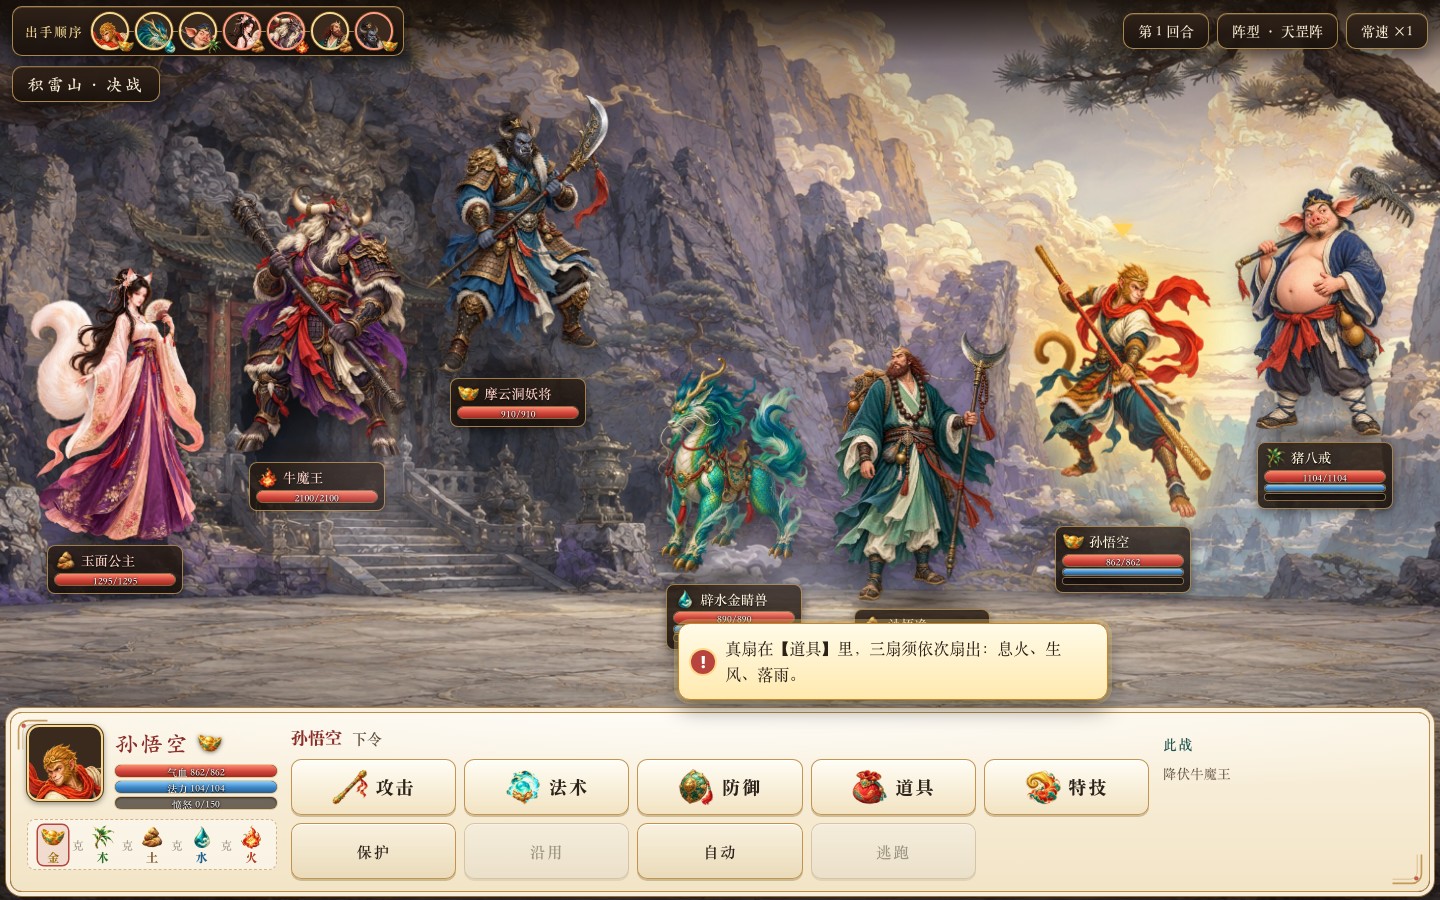 出手顺序
第 1 回合
阵型 · 天罡阵
常速 ×1
积雷山 · 决战
摩云洞妖将
910/910
猪八戒
1104/1104
牛魔王
2100/2100
孙悟空
862/862
玉面公主
1295/1295
辟水金睛兽
890/890
真扇在【道具】里，三扇须依次扇出：息火、生
风、落雨。
孙悟空
气血 862/862
法力 104/104
愤怒 0/150
金 克 木 克 土 克 水 克 火
孙悟空 下令
攻击
法术
防御
道具
特技
保护
沿用
自动
逃跑
此战
降伏牛魔王